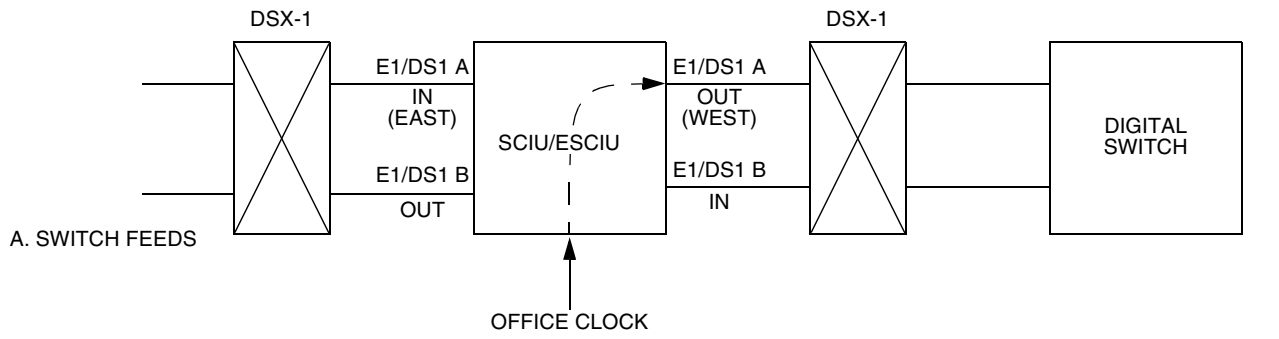 DSX-1
DSX-1
E1/DS1 A
IN
(EAST)
E1/DS1 A
OUT
(WEST)
SCIU/ESCIU
DIGITAL
SWITCH
E1/DS1 B
OUT
E1/DS1 B
IN
A. SWITCH FEEDS
OFFICE CLOCK